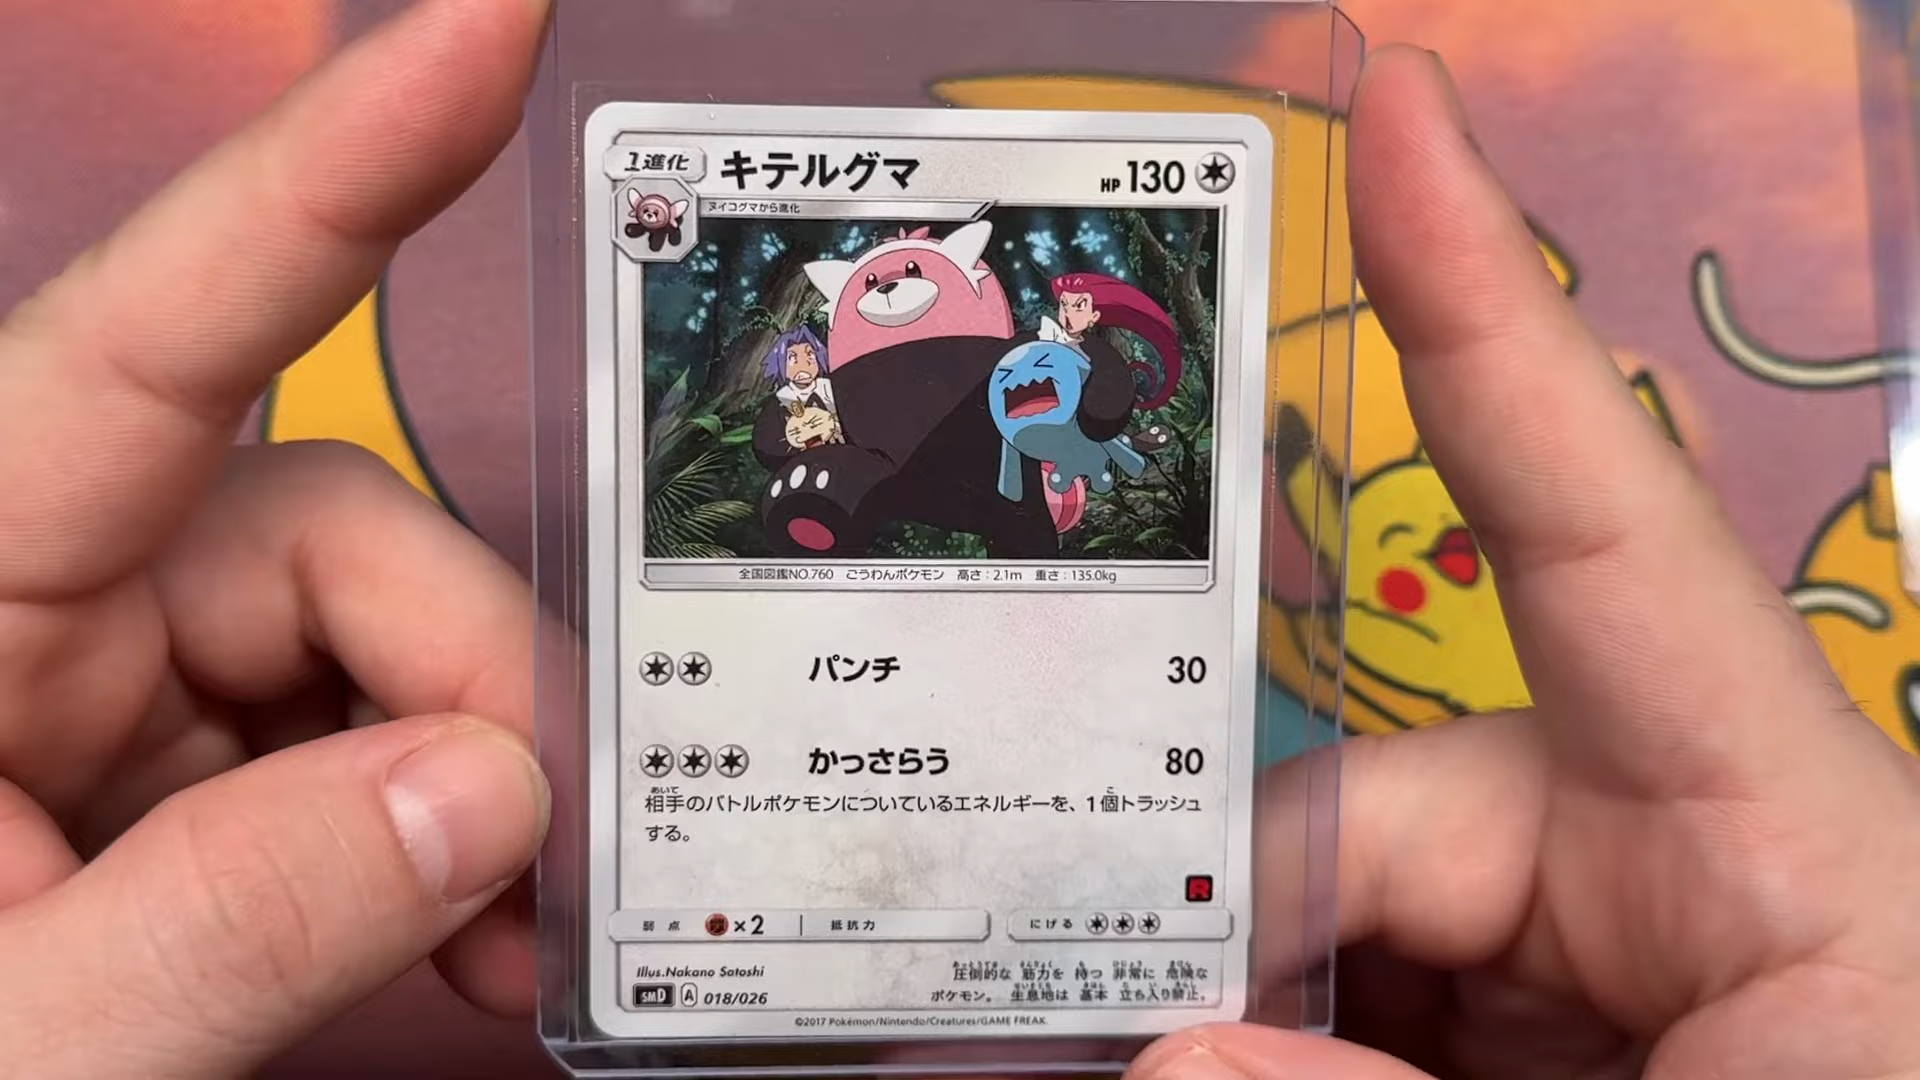 1進化 キテルグマ HP 130
ヌイコグマから進化
全国図鑑NO.760 ごうわんポケモン 高さ:2.1m 重さ:135.0kg
パンチ 30
かっさらう 80
相手のバトルポケモンについているエネルギーを、1個トラッシュ
する。
R
弱点 ×2 抵抗力 にげる
Illus.Nakano Satoshi
圧倒的な 筋力を 持つ 非常に 危険な
ポケモン。 生息地は 基本 立ち入り禁止。
SMD A 018/026
©2017 Pokémon/Nintendo/Creatures/GAME FREAK.